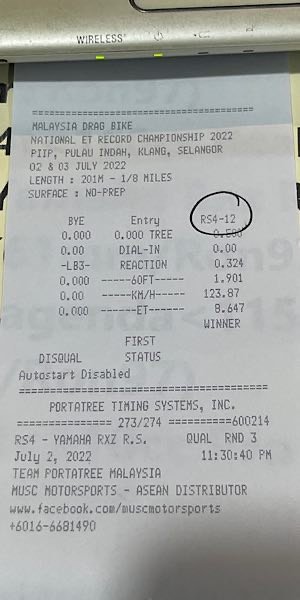 WIRELESS
MALAYSIA DRAG BIKE
NATIONAL ET RECORD CHAMPIONSHIP 2022
PIIP, PULAU INDAH, KLANG, SELANGOR
02 & 03 JULY 2022
LENGTH : 201M - 1/8 MILES
SURFACE : NO-PREP
BYE Entry RS4-12
0.000 0.000 TREE 0.500
0.00 DIAL-IN 0.00
-LB3- REACTION 0.324
0.000 ------60FT----- 1.901
0.00 -----KM/H----- 123.87
0.000 ------ET----- 8.647
WINNER
FIRST
DISQUAL STATUS
Autostart Disabled
=====================================
PORTATREE TIMING SYSTEMS, INC.
=============== 273/274 ==========600214
RS4 - YAMAHA RXZ R.S. QUAL RND 3
July 2, 2022 11:30:40 PM
TEAM PORTATREE MALAYSIA
MUSC MOTORSPORTS - ASEAN DISTRIBUTOR
www.facebook.com/muscmotorsports
+6016-6681490